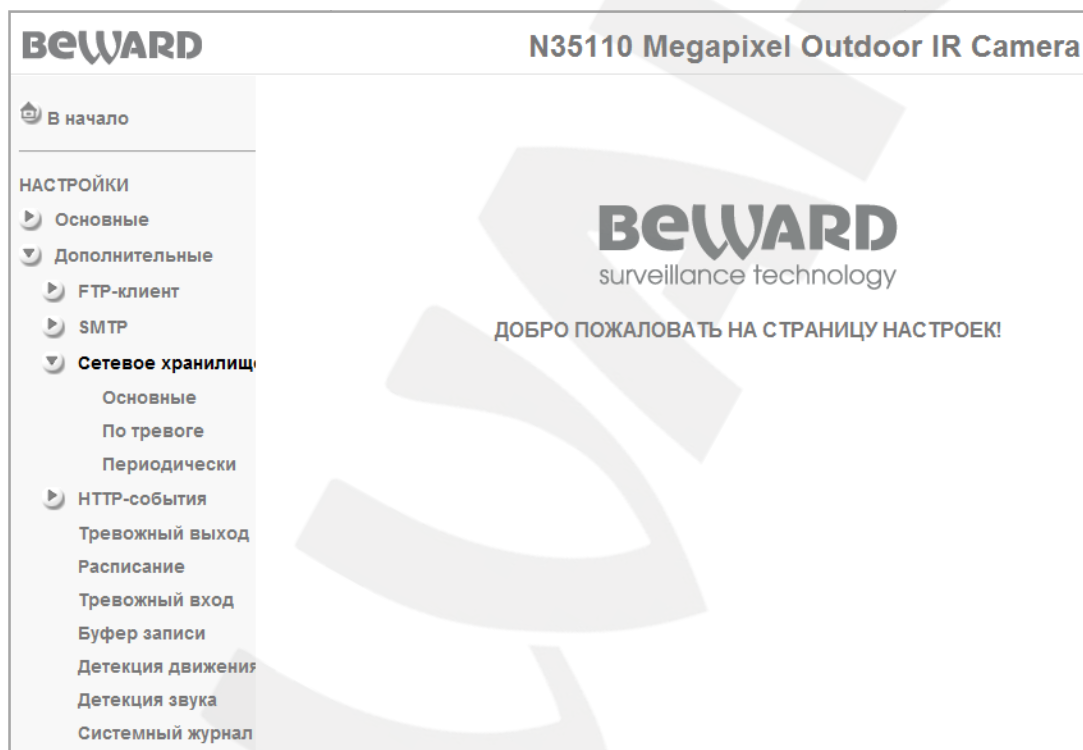 BEWARD
N35110 Megapixel Outdoor IR Camera
В начало
НАСТРОЙКИ
Основные
Дополнительные
FTP-клиент
SMTP
Сетевое хранилищ
Основные
По тревоге
Периодически
HTTP-события
Тревожный выход
Расписание
Тревожный вход
Буфер записи
Детекция движения
Детекция звука
Системный журнал
BEWARD
surveillance technology
ДОБРО ПОЖАЛОВАТЬ НА СТРАНИЦУ НАСТРОЕК!